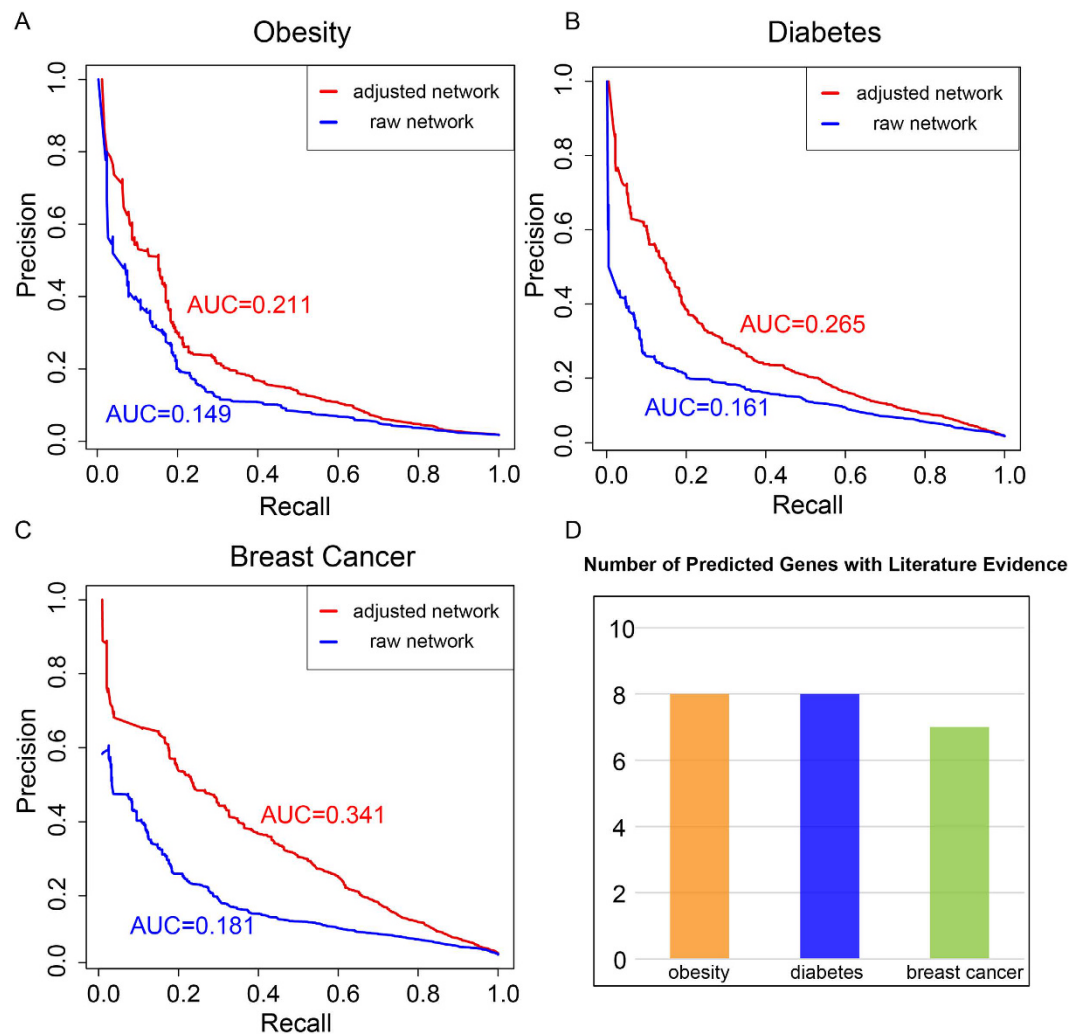 A
Obesity
adjusted network
raw network
1.0
0.8
0.6
0.4
0.2
0.0
Precision
AUC=0.211
AUC=0.149
0.0 0.2 0.4 0.6 0.8 1.0
Recall
B
Diabetes
adjusted network
raw network
1.0
0.8
0.6
0.4
0.2
0.0
Precision
AUC=0.265
AUC=0.161
0.0 0.2 0.4 0.6 0.8 1.0
Recall
C
Breast Cancer
adjusted network
raw network
1.0
0.8
0.6
0.4
0.2
0.0
Precision
AUC=0.341
AUC=0.181
0.0 0.2 0.4 0.6 0.8 1.0
Recall
D
Number of Predicted Genes with Literature Evidence
10
8
6
4
2
0
obesity diabetes breast cancer